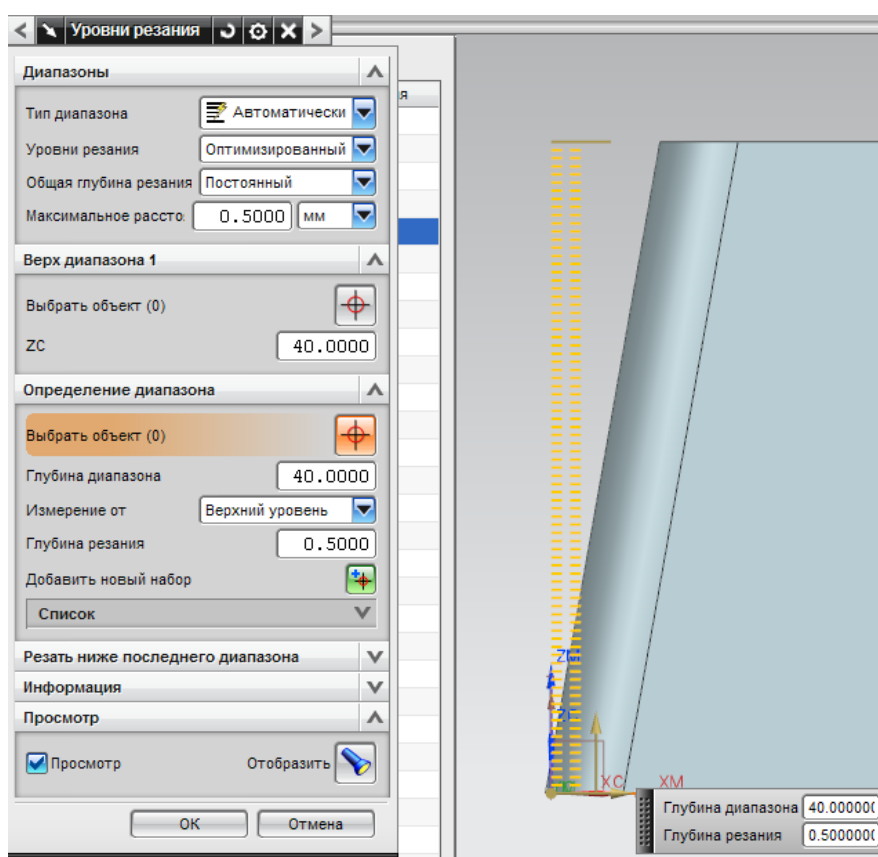 Уровни резания
Диапазоны
я
Тип диапазона Автоматически
Уровни резания Оптимизированный
Общая глубина резания Постоянный
Максимальное рассто 0.5000 мм
Верх диапазона 1
Выбрать объект (0)
ZC 40.0000
Определение диапазона
Выбрать объект (0)
Глубина диапазона 40.0000
Измерение от Верхний уровень
Глубина резания 0.5000
Добавить новый набор
Список
Резать ниже последнего диапазона
Информация
Просмотр
Просмотр Отобразить
OK Отмена
ZM
XC XM
Глубина диапазона 40.000000
Глубина резания 0.500000